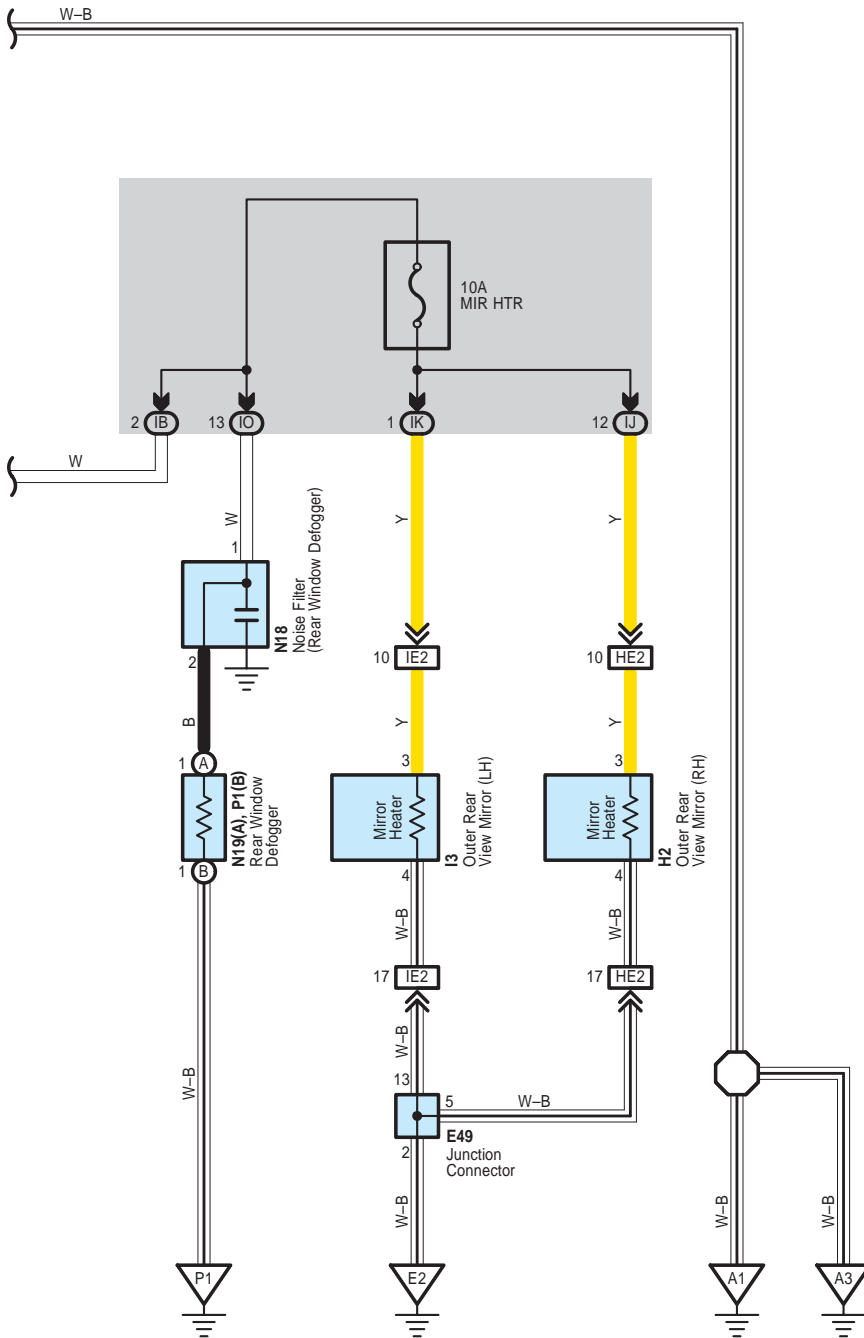 W–B
10A
MIR HTR
2 IB
13 IO
1 IK
12 IJ
W
W
Y
Y
1
N18
Noise Filter
(Rear Window Defogger)
2
10 IE2
10 HE2
B
Y
Y
1 A
3
3
N19(A), P1(B)
Rear Window
Defogger
Mirror
Heater
I3
Outer Rear
View Mirror (LH)
Mirror
Heater
H2
Outer Rear
View Mirror (RH)
1 B
4
4
W–B
W–B
17 IE2
17 HE2
W–B
W–B
13
5
W–B
E49
Junction
Connector
2
W–B
W–B
W–B
P1
E2
A1
A3